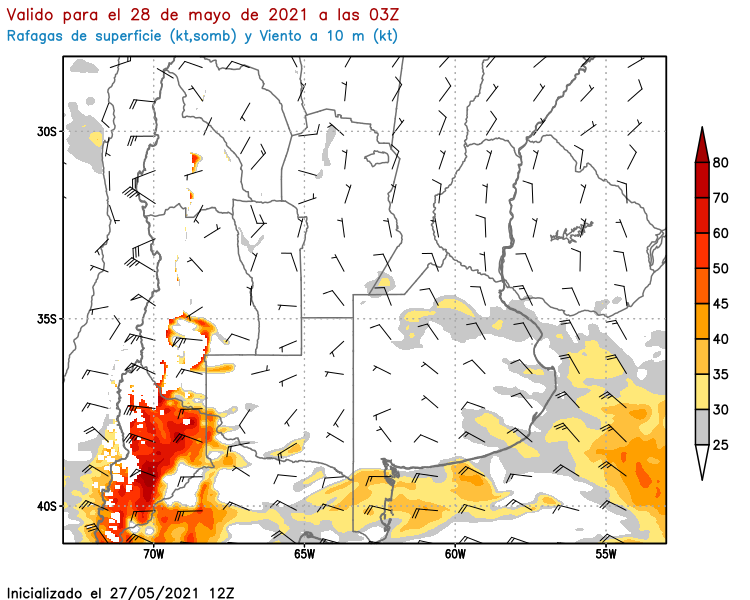 Valido para el 28 de mayo de 2021 a las 03Z
Rafagas de superficie (kt,somb) y Viento a 10 m (kt)
30S
35S
40S
70W
65W
60W
55W
80
70
60
50
45
40
35
30
25
Inicializado el 27/05/2021 12Z